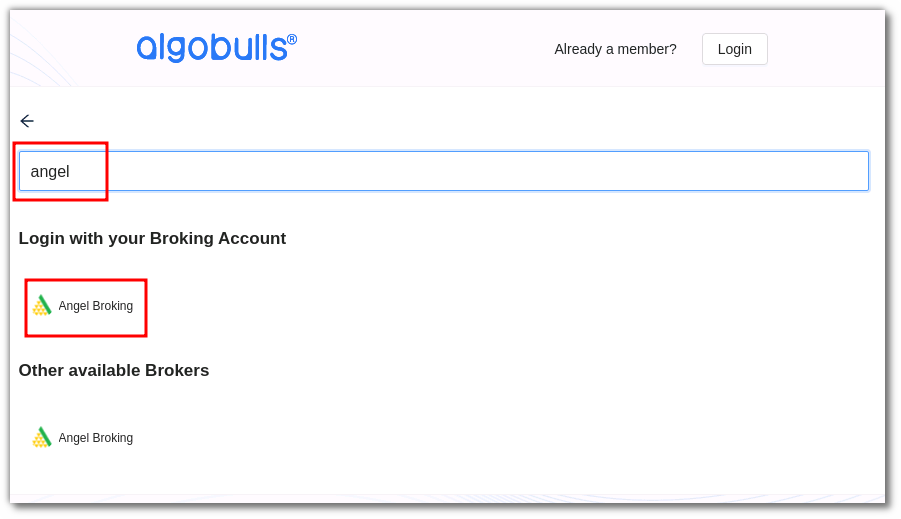 algobulls®
Already a member?
Login
angel
Login with your Broking Account
Angel Broking
Other available Brokers
Angel Broking